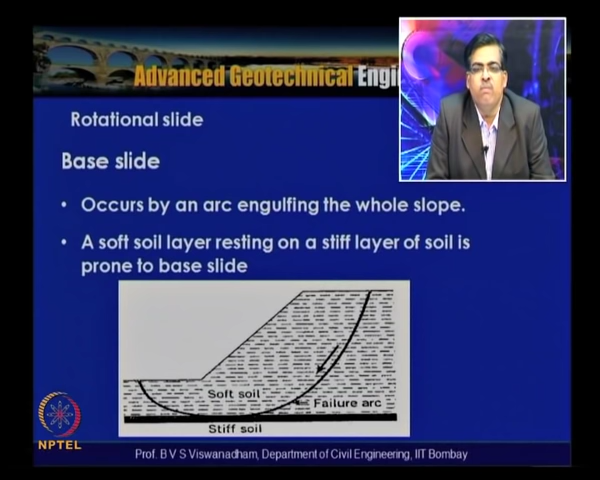 Advanced Geotechnical Engi
Rotational slide
Base slide
• Occurs by an arc engulfing the whole slope.
• A soft soil layer resting on a stiff layer of soil is
prone to base slide
Soft soil
Failure arc
Stiff soil
NPTEL
Prof. B V S Viswanadham, Department of Civil Engineering, IIT Bombay